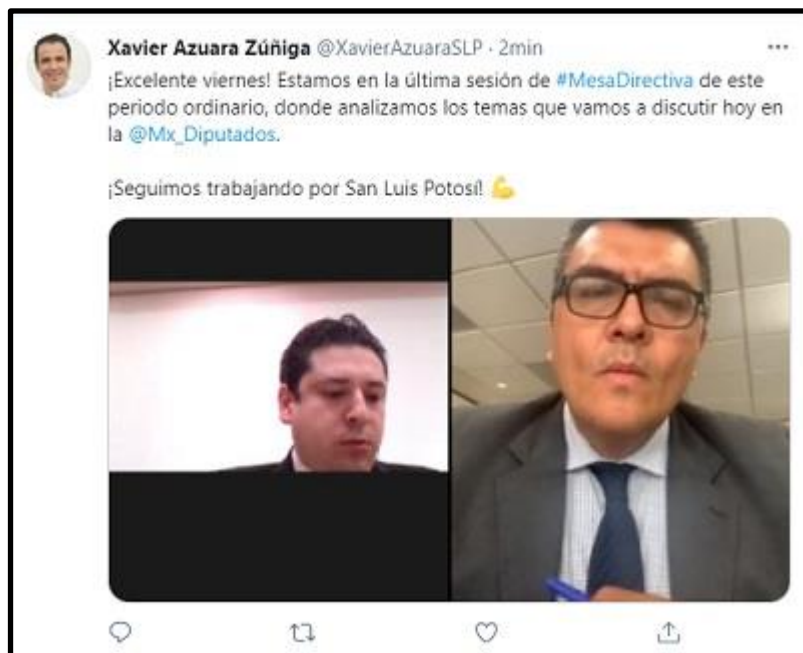 Xavier Azuara Zúñiga @XavierAzuaraSLP · 2min
¡Excelente viernes! Estamos en la última sesión de #MesaDirectiva de este
periodo ordinario, donde analizamos los temas que vamos a discutir hoy en
la @Mx_Diputados.
¡Seguimos trabajando por San Luis Potosí! 💪